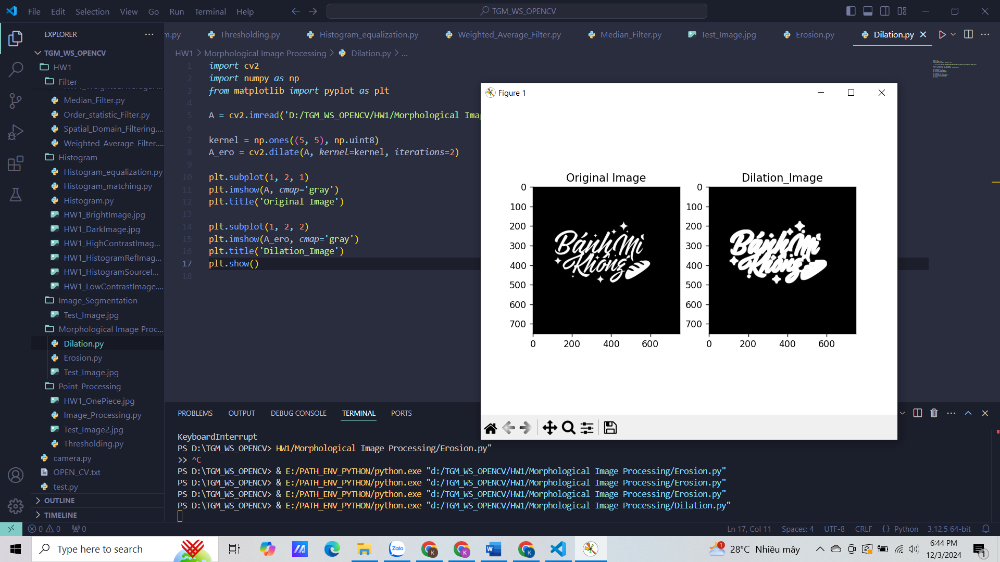 File Edit Selection View Go Run Terminal Help
TGM_WS_OPENCV
EXPLORER
m.py Thresholding.py Histogram_equalization.py Weighted_Average_Filter.py Median_Filter.py Test_Image.jpg Erosion.py Dilation.py
HW1 > Morphological Image Processing > Dilation.py > ...
TGM_WS_OPENCV
HW1
Filter
Median_Filter.py
Order_statistic_Filter.py
Spatial_Domain_Filtering....
Weighted_Average_Filter....
Histogram
Histogram_equalization.py
Histogram_matching.py
Histogram.py
HW1_BrightImage.jpg
HW1_DarkImage.jpg
HW1_HighContrastImag...
HW1_HistogramRefImag...
HW1_HistogramSourceI...
HW1_LowContrastImage....
Image_Segmentation
Test_Image.jpg
Morphological Image Proc...
Dilation.py
Erosion.py
Test_Image.jpg
Point_Processing
HW1_OnePiece.jpg
Image_Processing.py
Test_Image2.jpg
Thresholding.py
camera.py
OPEN_CV.txt
test.py
OUTLINE
TIMELINE
1 import cv2
2 import numpy as np
3 from matplotlib import pyplot as plt
4
5 A = cv2.imread('D:/TGM_WS_OPENCV/HW1/Morphological Ima
6
7 kernel = np.ones((5, 5), np.uint8)
8 A_ero = cv2.dilate(A, kernel=kernel, iterations=2)
9
10 plt.subplot(1, 2, 1)
11 plt.imshow(A, cmap='gray')
12 plt.title('Original Image')
13
14 plt.subplot(1, 2, 2)
15 plt.imshow(A_ero, cmap='gray')
16 plt.title('Dilation_Image')
17 plt.show()
18
Figure 1
Original Image
0
100
200
300
400
500
600
700
0 200 400 600
Bánh Mì
Không
Dilation_Image
0
100
200
300
400
500
600
700
0 200 400 600
Bánh Mì
Không
PROBLEMS OUTPUT DEBUG CONSOLE TERMINAL PORTS
KeyboardInterrupt
PS D:\TGM_WS_OPENCV> HW1/Morphological Image Processing/Erosion.py"
>> ^C
PS D:\TGM_WS_OPENCV> & E:/PATH_ENV_PYTHON/python.exe "d:/TGM_WS_OPENCV/HW1/Morphological Image Processing/Erosion.py"
PS D:\TGM_WS_OPENCV> & E:/PATH_ENV_PYTHON/python.exe "d:/TGM_WS_OPENCV/HW1/Morphological Image Processing/Erosion.py"
PS D:\TGM_WS_OPENCV> & E:/PATH_ENV_PYTHON/python.exe "d:/TGM_WS_OPENCV/HW1/Morphological Image Processing/Erosion.py"
PS D:\TGM_WS_OPENCV> & E:/PATH_ENV_PYTHON/python.exe "d:/TGM_WS_OPENCV/HW1/Morphological Image Processing/Dilation.py"
0 0 0 Ln 17, Col 11 Spaces: 4 UTF-8 CRLF {} Python 3.12.5 64-bit
Type here to search
Zalo
K K K
1
28°C Nhiều mây
6:44 PM
12/3/2024
1